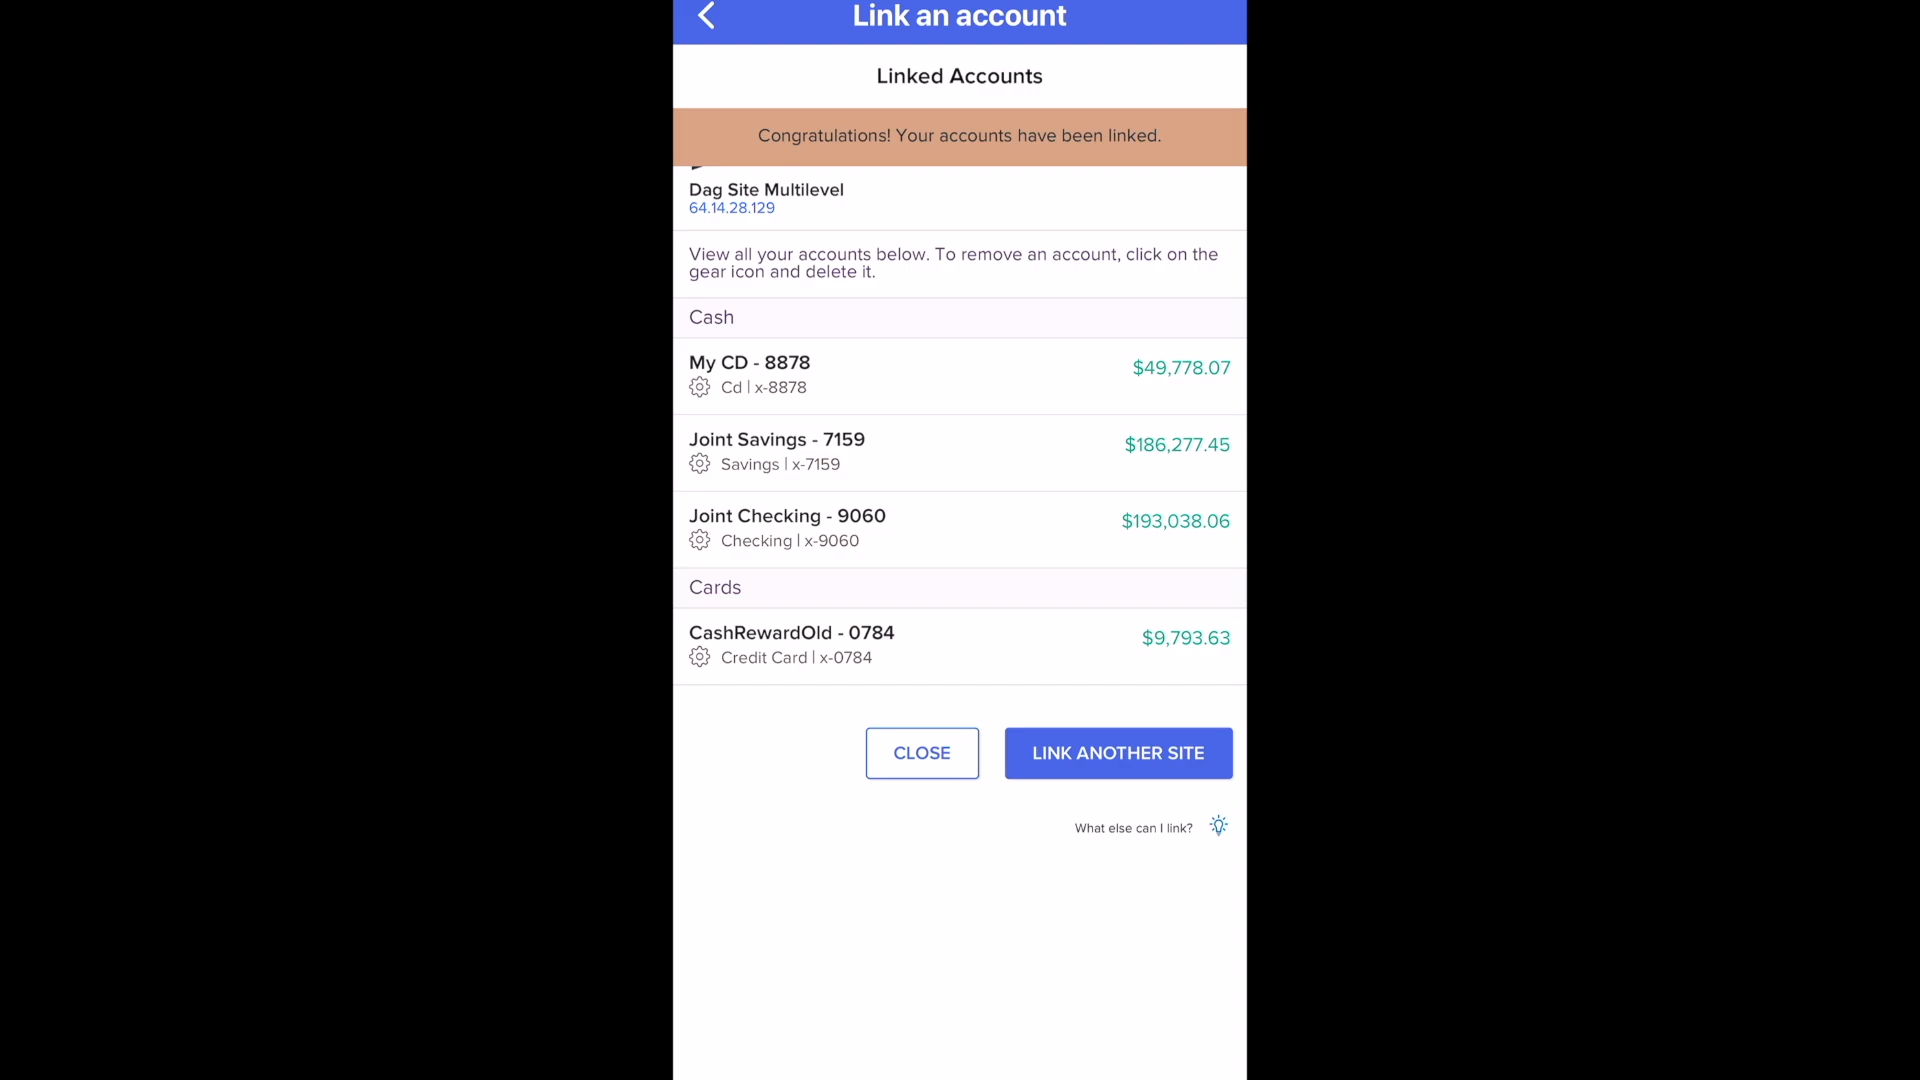 Link an account
Linked Accounts
Congratulations! Your accounts have been linked.
Dag Site Multilevel
64.14.28.129
View all your accounts below. To remove an account, click on the
gear icon and delete it.
Cash
My CD - 8878
$49,778.07
Cd | x-8878
Joint Savings - 7159
$186,277.45
Savings | x-7159
Joint Checking - 9060
$193,038.06
Checking | x-9060
Cards
CashRewardOld - 0784
$9,793.63
Credit Card | x-0784
CLOSE
LINK ANOTHER SITE
What else can I link?